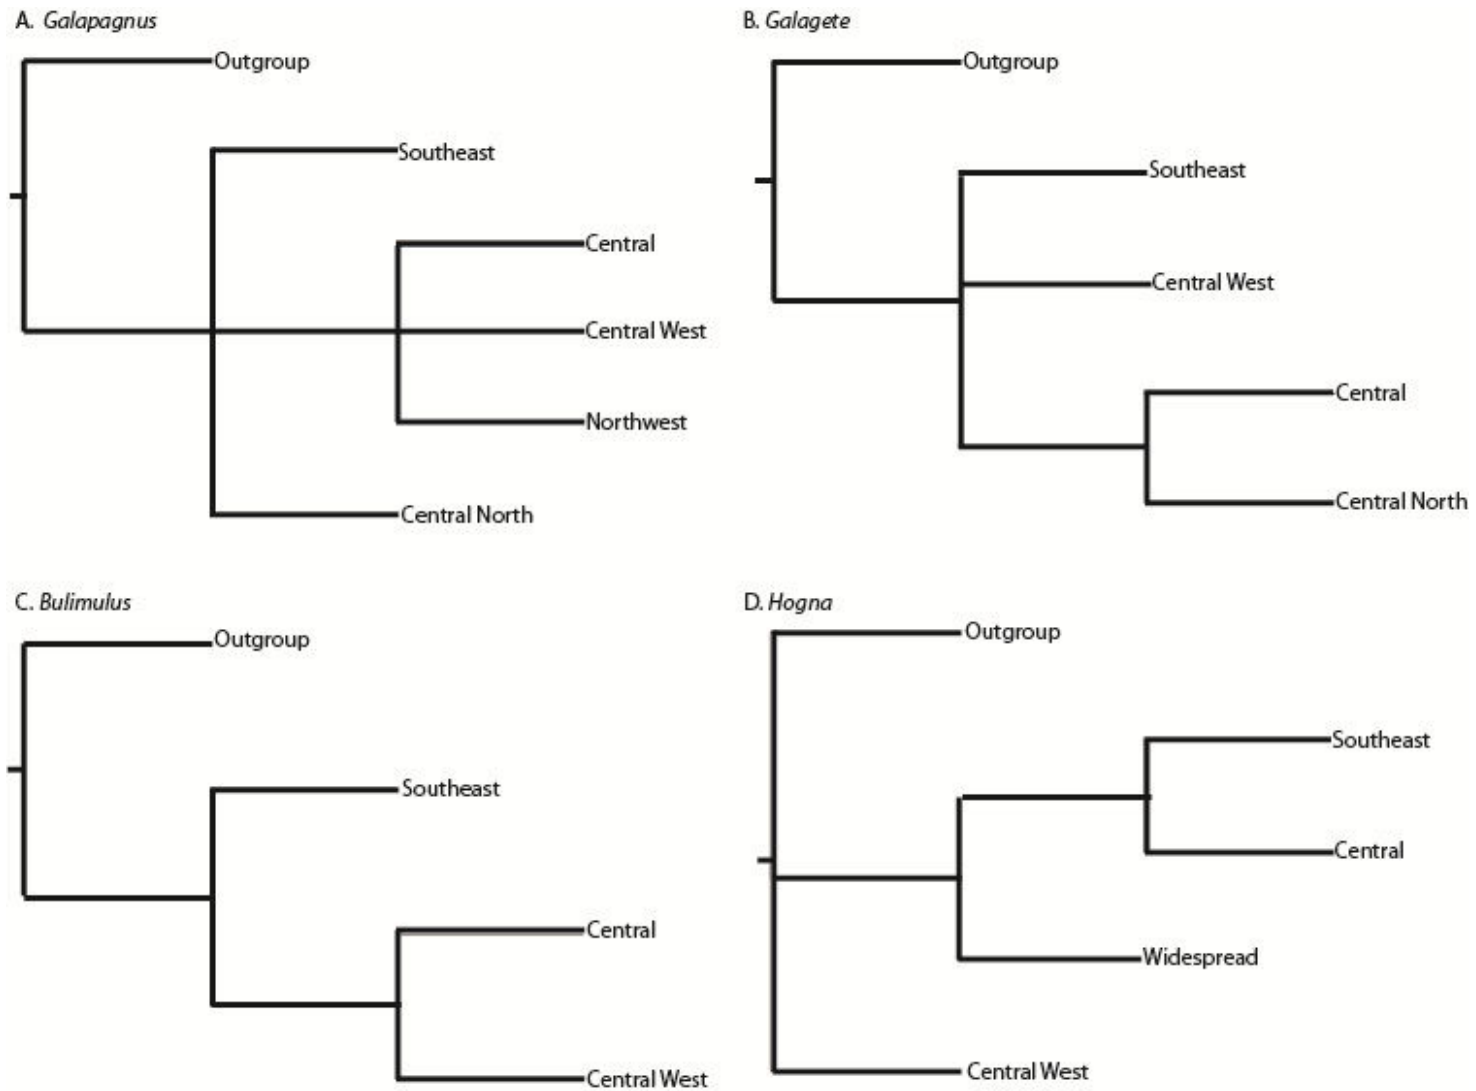 A. Galapagnus
Outgroup
Southeast
Central
Central West
Northwest
Central North
B. Galagete
Outgroup
Southeast
Central West
Central
Central North
C. Bulimulus
Outgroup
Southeast
Central
Central West
D. Hogna
Outgroup
Southeast
Central
Widespread
Central West